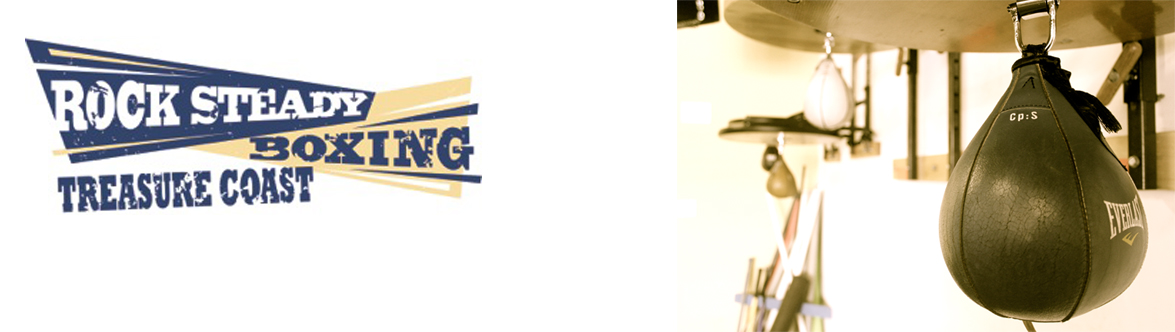 ROCK STEADY
BOXING
TREASURE COAST
Cp:S
EVERLAST